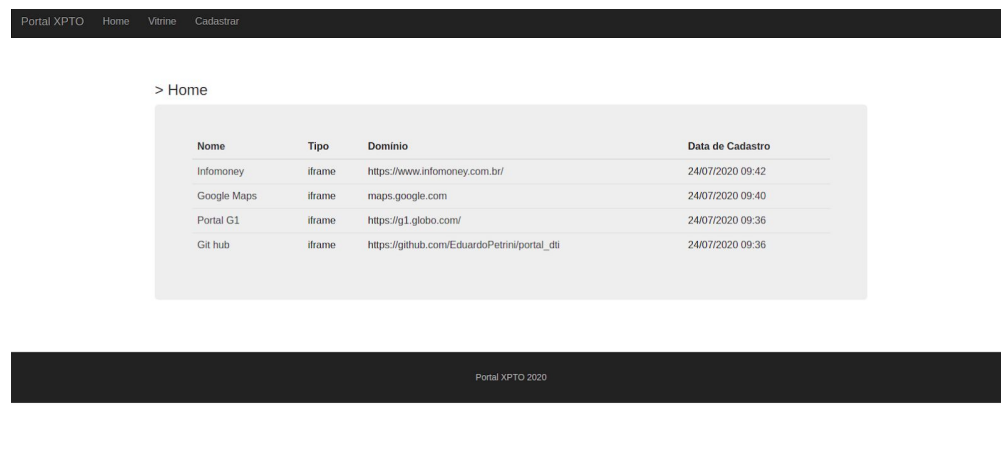 Portal XPTO Home Vitrine Cadastrar
> Home
Nome Tipo Domínio Data de Cadastro
Infomoney iframe https://www.infomoney.com.br/ 24/07/2020 09:42
Google Maps iframe maps.google.com 24/07/2020 09:40
Portal G1 iframe https://g1.globo.com/ 24/07/2020 09:36
Git hub iframe https://github.com/EduardoPetrini/portal_dti 24/07/2020 09:36
Portal XPTO 2020